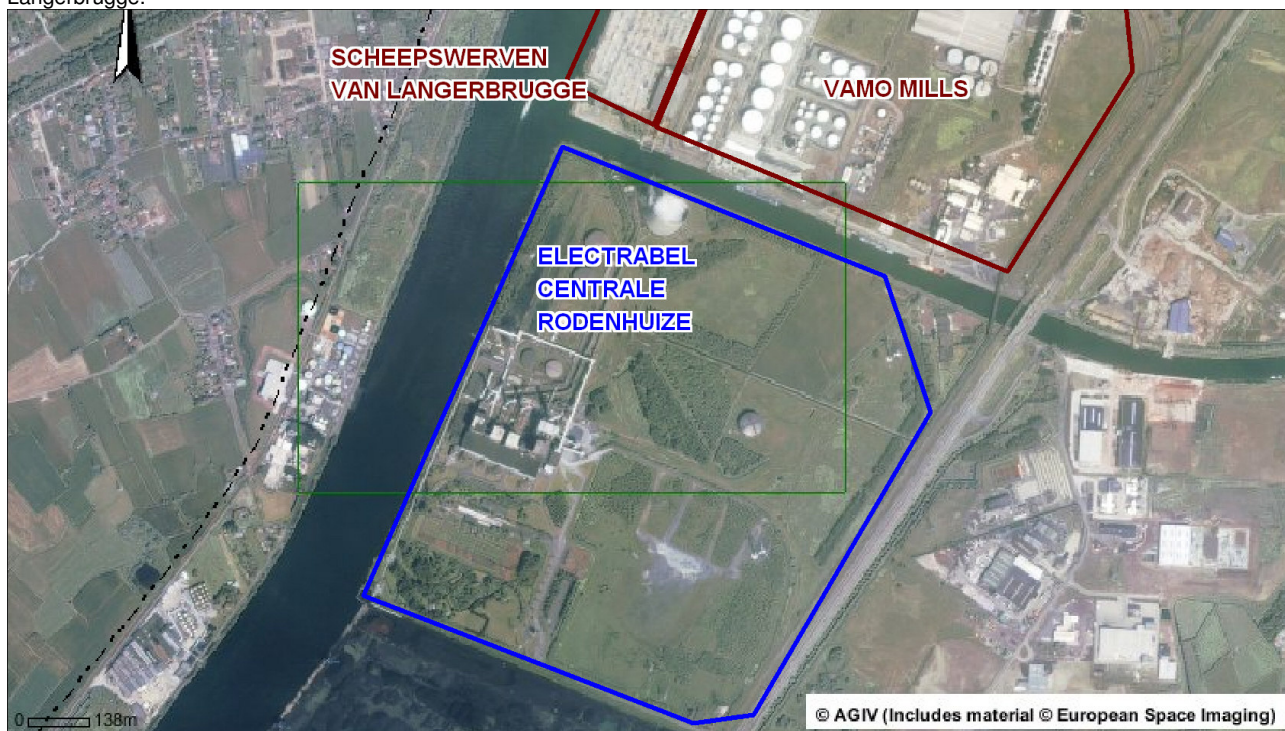 Langerbrugge.
SCHEEPSWERVEN
VAN LANGERBRUGGE
VAMO MILLS
ELECTRABEL
CENTRALE
RODENHUIZE
0 138m
© AGIV (Includes material © European Space Imaging)